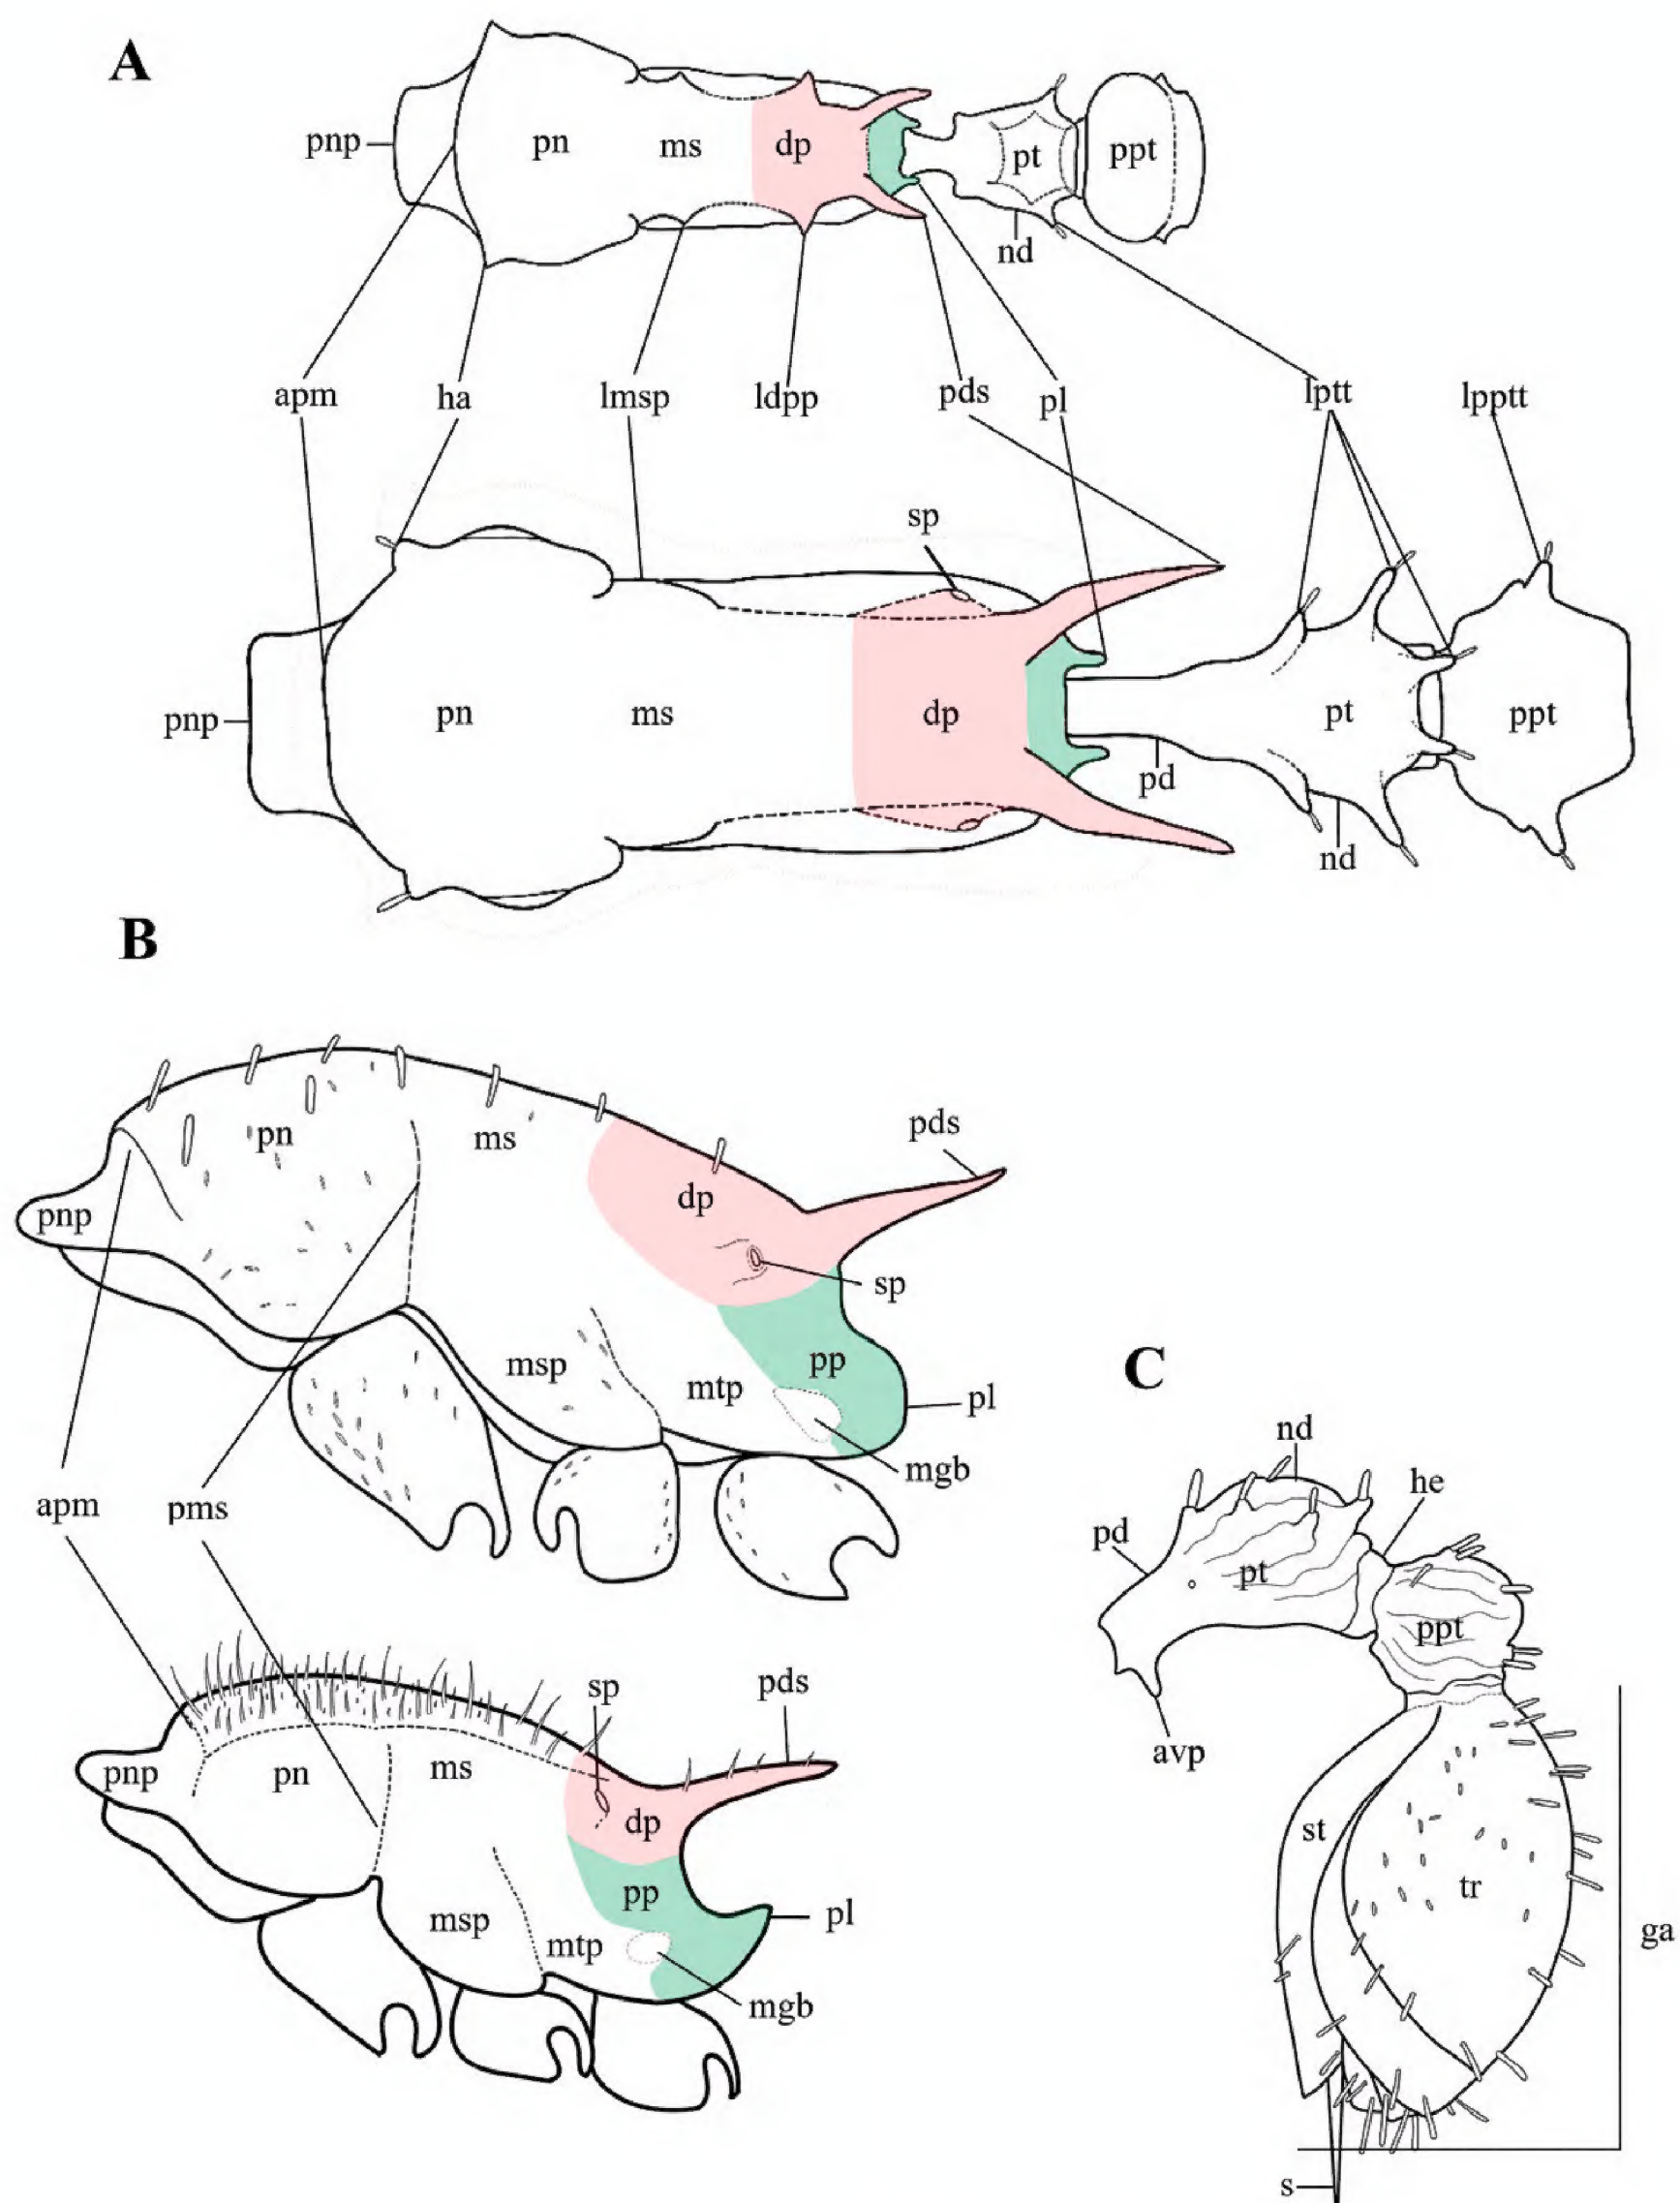 A
pnp
pn
ms
dp
pt
ppt
nd
apm
ha
lmsp
ldpp
pds
pl
lptt
lpptt
sp
pnp
pn
ms
dp
pd
pt
ppt
nd
B
pn
ms
pds
dp
pnp
sp
msp
mtp
pp
pl
mgb
apm
pms
sp
pds
pnp
pn
ms
dp
pp
pl
msp
mtp
mgb
C
nd
he
pd
pt
ppt
avp
st
tr
ga
s